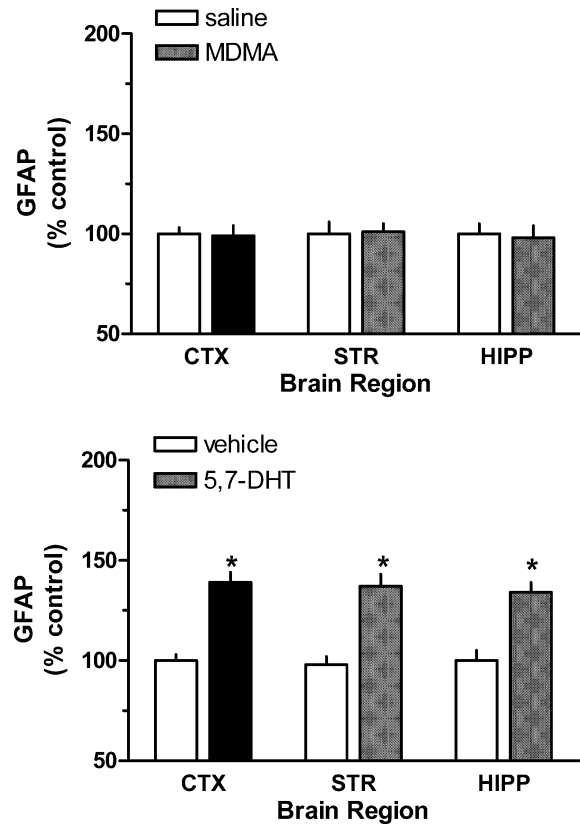 saline
MDMA
200
150
100
50
GFAP
(% control)
CTX STR HIPP
Brain Region
vehicle
5,7-DHT
200
150
100
50
GFAP
(% control)
* * *
CTX STR HIPP
Brain Region